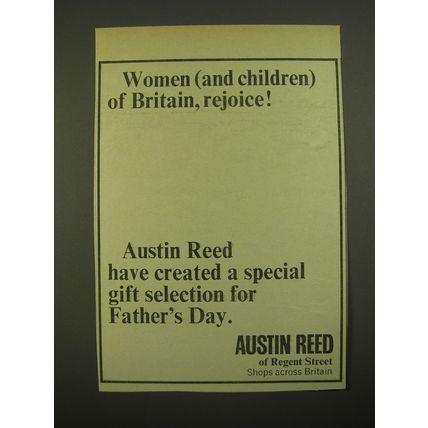 Women (and children)
of Britain, rejoice!
Austin Reed
have created a special
gift selection for
Father's Day.
AUSTIN REED
of Regent Street
Shops across Britain